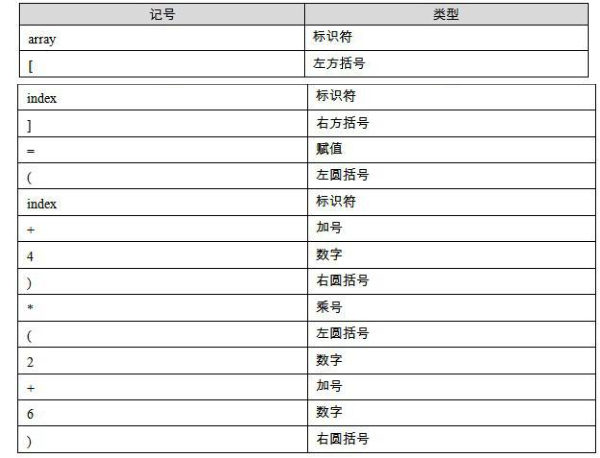 记号 类型
array 标识符
[ 左方括号
index 标识符
] 右方括号
= 赋值
( 左圆括号
index 标识符
+ 加号
4 数字
) 右圆括号
* 乘号
( 左圆括号
2 数字
+ 加号
6 数字
) 右圆括号